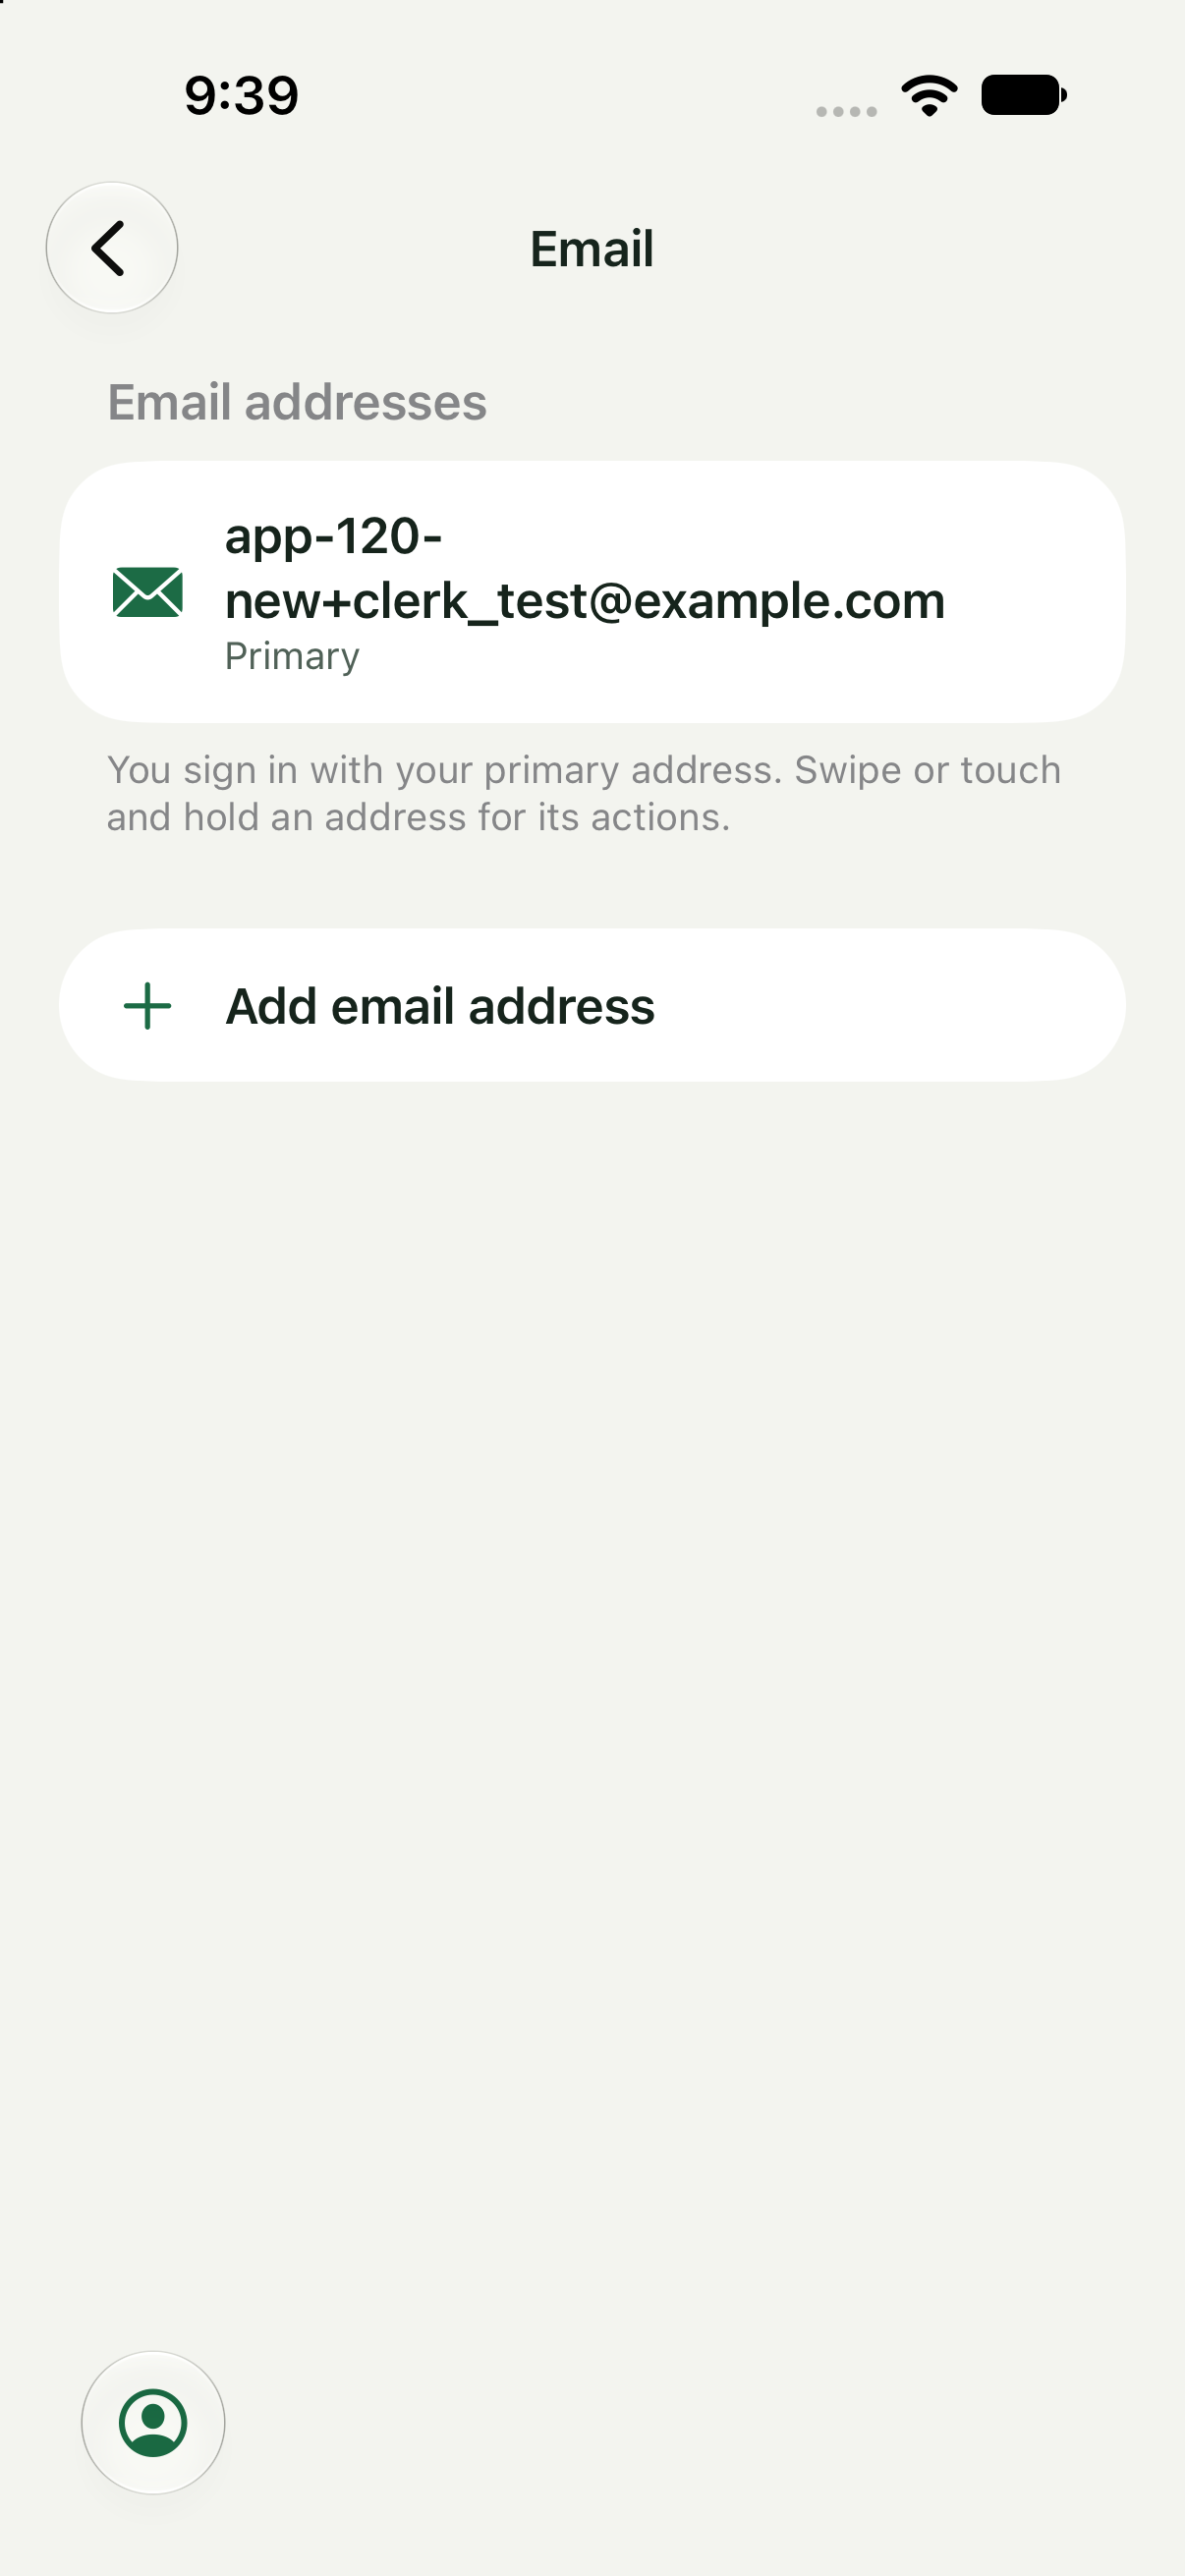 9:39
Email
Email addresses
app-120-
new+clerk_test@example.com
Primary
You sign in with your primary address. Swipe or touch
and hold an address for its actions.
Add email address